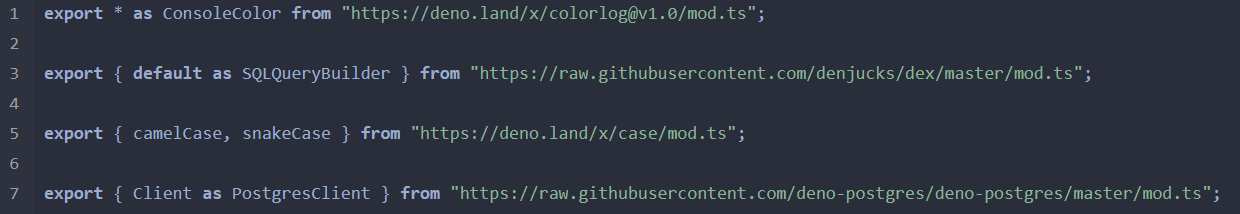 1 export * as ConsoleColor from "https://deno.land/x/colorlog@v1.0/mod.ts";
2
3 export { default as SQLQueryBuilder } from "https://raw.githubusercontent.com/denjucks/dex/master/mod.ts";
4
5 export { camelCase, snakeCase } from "https://deno.land/x/case/mod.ts";
6
7 export { Client as PostgresClient } from "https://raw.githubusercontent.com/deno-postgres/deno-postgres/master/mod.ts";